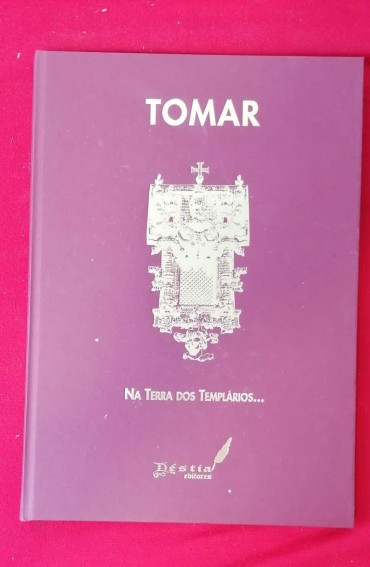 TOMAR
NA TERRA DOS TEMPLÁRIOS...
Déstia
editores